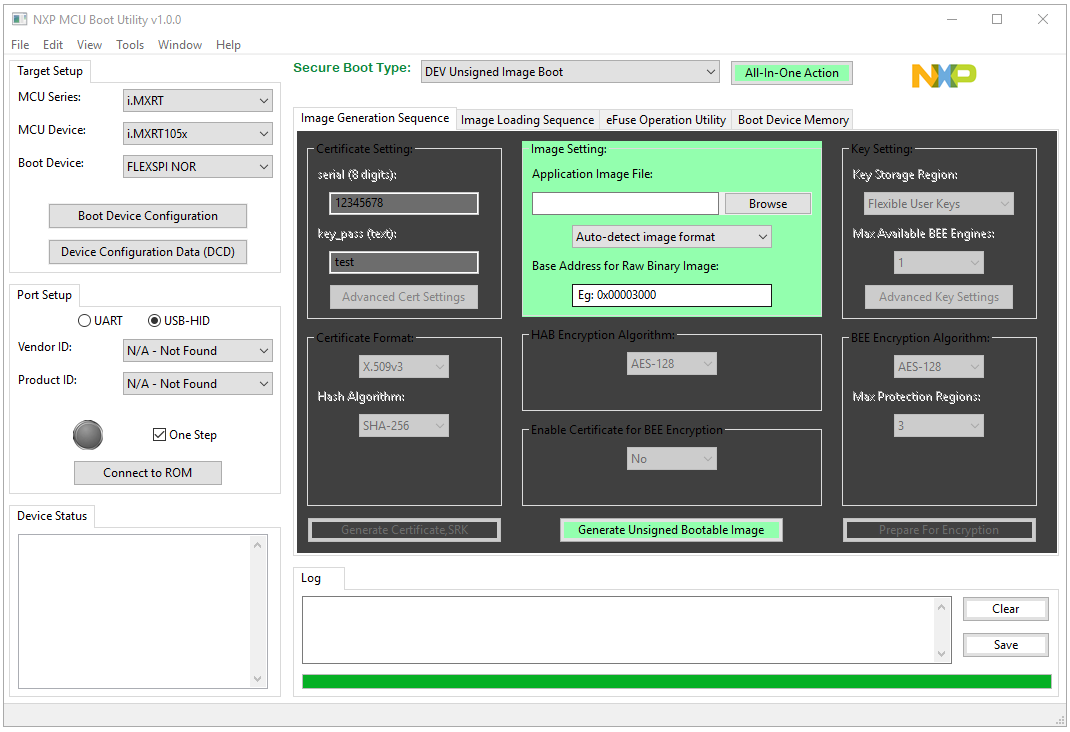 NXP MCU Boot Utility v1.0.0
File Edit View Tools Window Help
Target Setup
MCU Series: i.MXRT
MCU Device: i.MXRT105x
Boot Device: FLEXSPI NOR
Boot Device Configuration
Device Configuration Data (DCD)
Port Setup
UART USB-HID
Vendor ID: N/A - Not Found
Product ID: N/A - Not Found
One Step
Connect to ROM
Device Status
Secure Boot Type: DEV Unsigned Image Boot All-In-One Action
NXP
Image Generation Sequence Image Loading Sequence eFuse Operation Utility Boot Device Memory
Certificate Setting:
serial (8 digits):
12345678
key_pass (text):
test
Advanced Cert Settings
Certificate Format:
X.509v3
Hash Algorithm:
SHA-256
Generate Certificate,SRK
Image Setting:
Application Image File:
Browse
Auto-detect image format
Base Address for Raw Binary Image:
Eg: 0x00003000
HAB Encryption Algorithm:
AES-128
Enable Certificate for BEE Encryption
No
Generate Unsigned Bootable Image
Key Setting:
Key Storage Region:
Flexible User Keys
Max Available BEE Engines:
1
Advanced Key Settings
BEE Encryption Algorithm:
AES-128
Max Protection Regions:
3
Prepare For Encryption
Log
Clear
Save